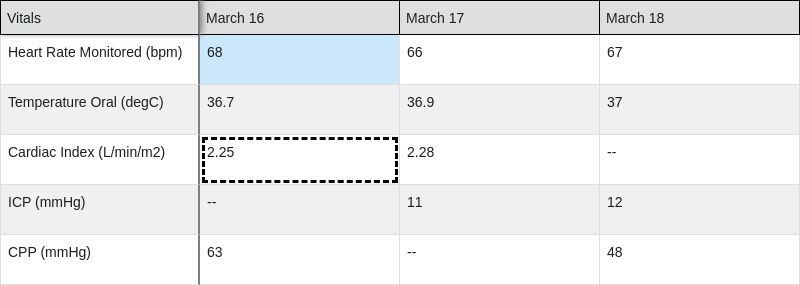 Vitals March 16 March 17 March 18
Heart Rate Monitored (bpm) 68 66 67
Temperature Oral (degC) 36.7 36.9 37
Cardiac Index (L/min/m2) 2.25 2.28 --
ICP (mmHg) -- 11 12
CPP (mmHg) 63 -- 48